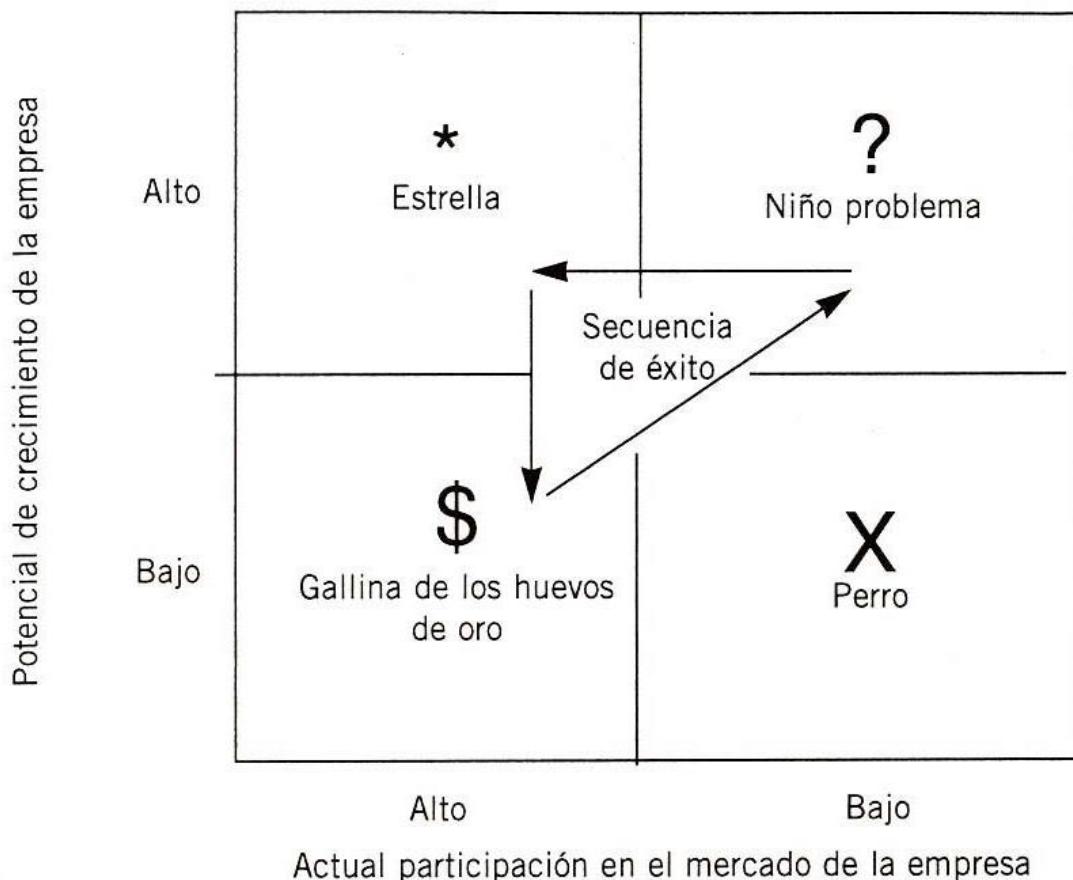 Potencial de crecimiento de la empresa
Alto
*
Estrella
?
Niño problema
Secuencia
de éxito
Bajo
$
Gallina de los huevos
de oro
X
Perro
Alto
Bajo
Actual participación en el mercado de la empresa